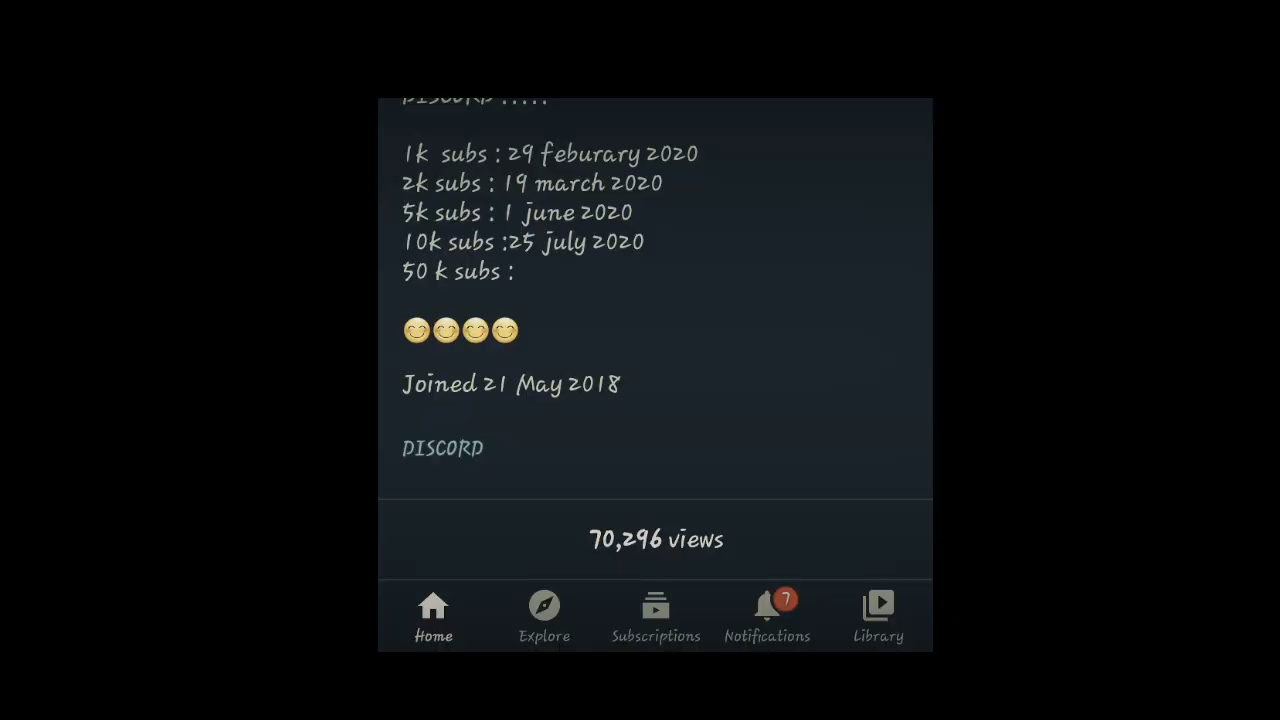 DISCORD .....
1k subs : 29 feburary 2020
2k subs : 19 march 2020
5k subs : 1 june 2020
10k subs :25 july 2020
50 k subs :
😊😊😊😊
Joined 21 May 2018
DISCORD
70,296 views
7
Home Explore Subscriptions Notifications Library